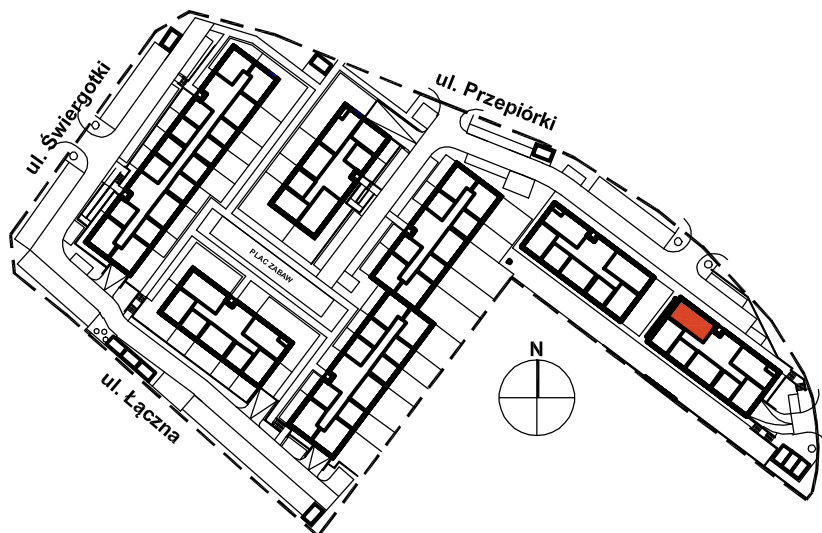 ul. Świergotki
ul. Przepiórki
PLAC ZABAW
N
ul. Łączna